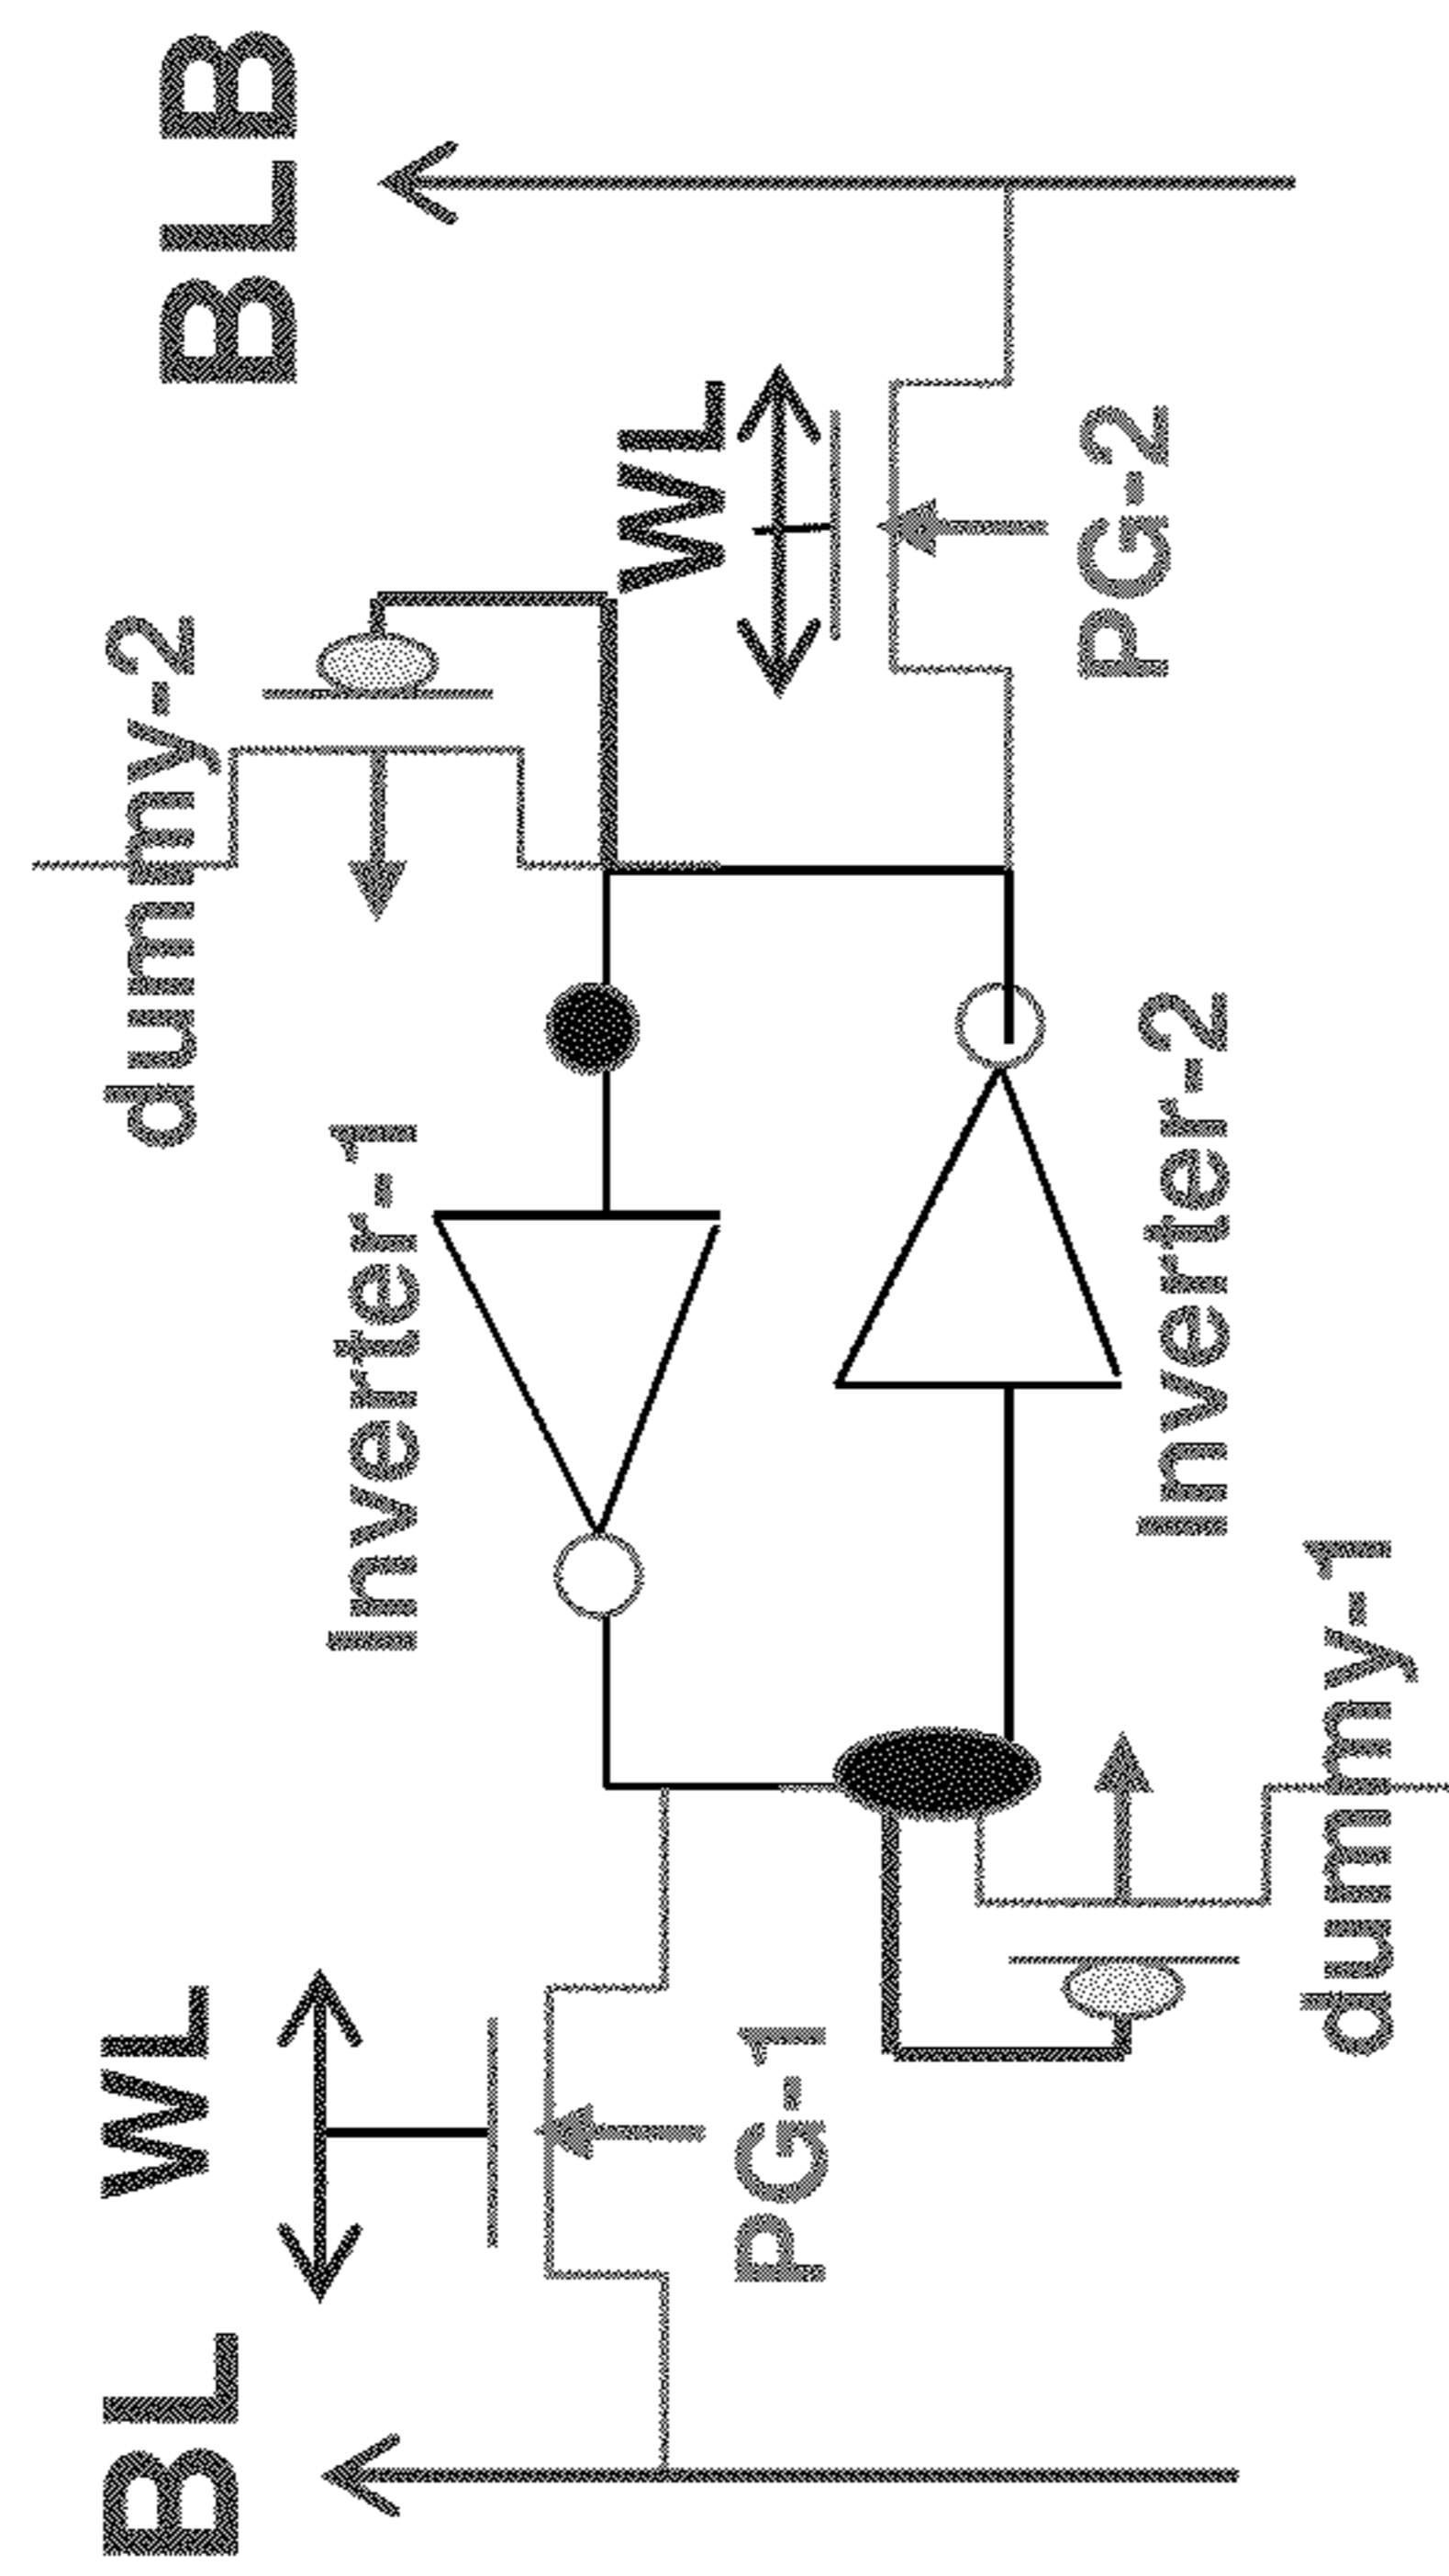 BL
WL
PG-1
dummy-1
Inverter-1
Inverter-2
dummy-2
WL
PG-2
BLB